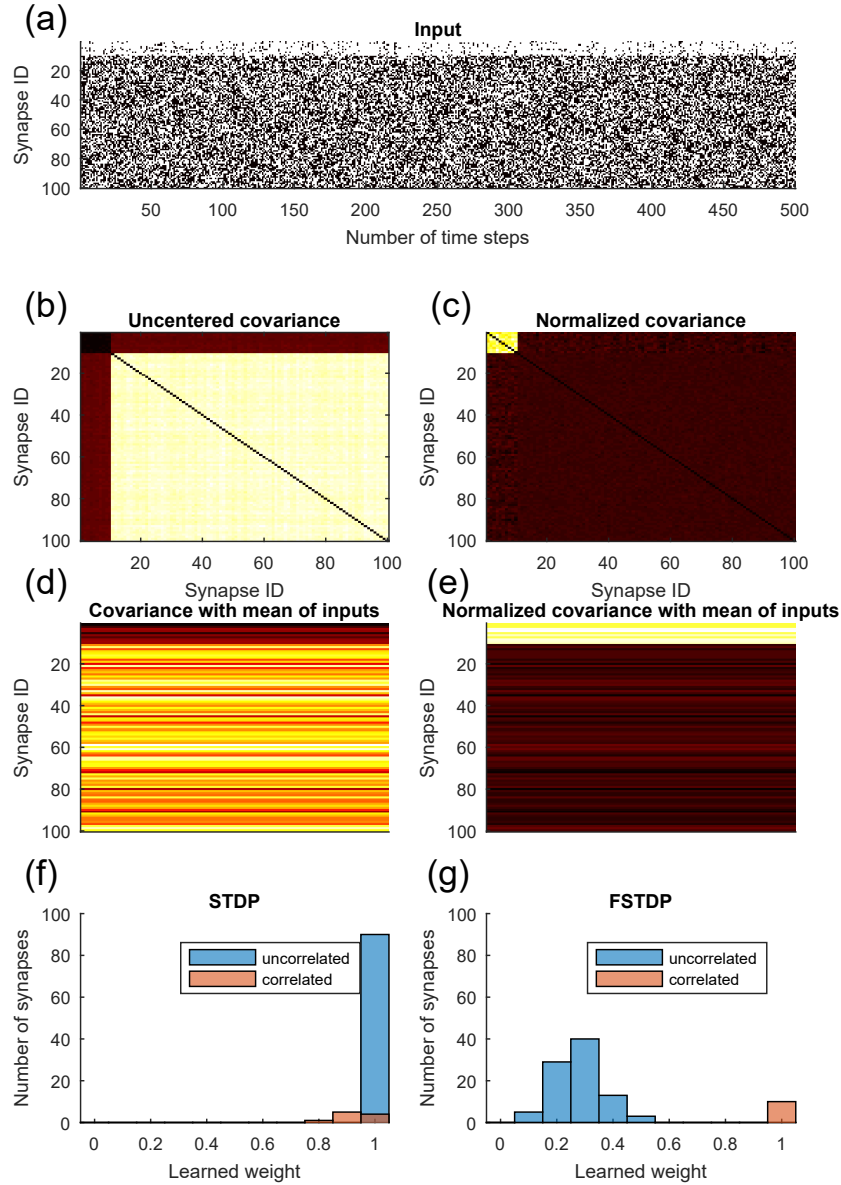 (a)
Input
Synapse ID
20
40
60
80
100
50 100 150 200 250 300 350 400 450 500
Number of time steps
(b)
Uncentered covariance
Synapse ID
20
40
60
80
100
20 40 60 80 100
Synapse ID
(c)
Normalized covariance
Synapse ID
20
40
60
80
100
20 40 60 80 100
Synapse ID
(d)
Covariance with mean of inputs
Synapse ID
20
40
60
80
100
(e)
Normalized covariance with mean of inputs
Synapse ID
20
40
60
80
100
(f)
STDP
Number of synapses
100
80
60
40
20
0
uncorrelated
correlated
0 0.2 0.4 0.6 0.8 1
Learned weight
(g)
FSTDP
Number of synapses
100
80
60
40
20
0
uncorrelated
correlated
0 0.2 0.4 0.6 0.8 1
Learned weight